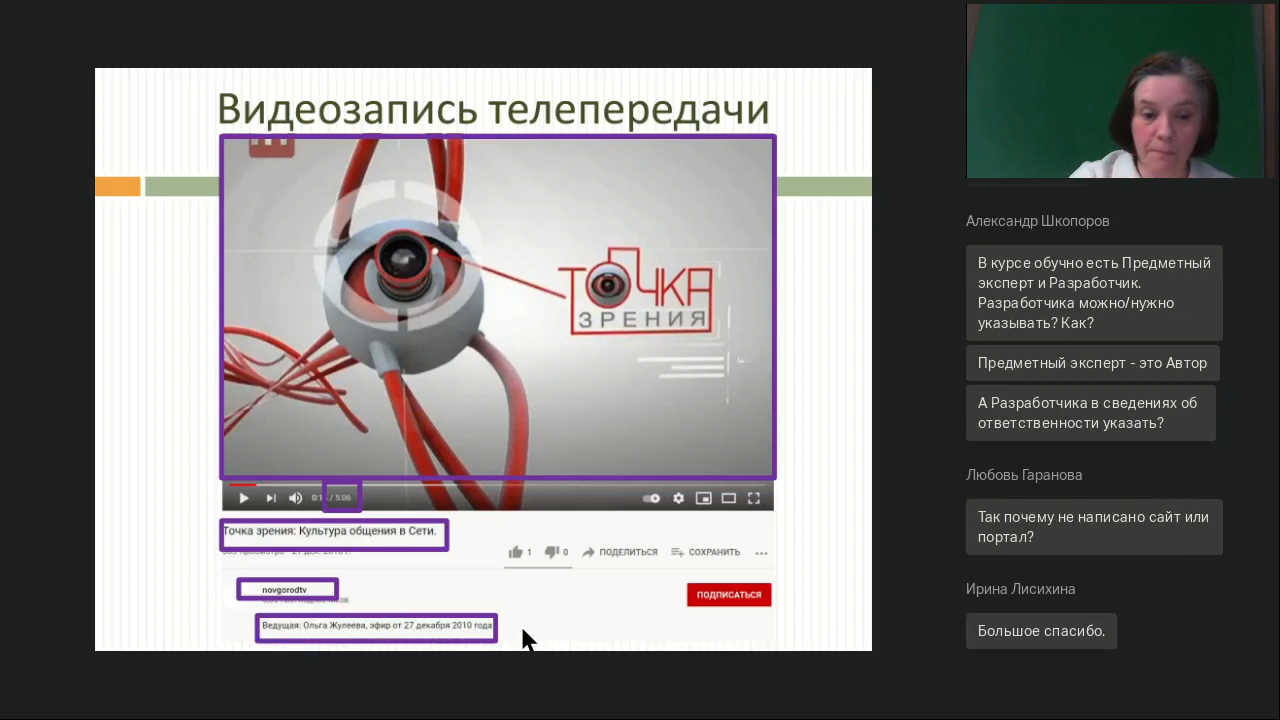 Видеозапись телепередачи
ТОЧКА
ЗРЕНИЯ
/ 5:06
Точка зрения: Культура общения в Сети.
1
0
ПОДЕЛИТЬСЯ
СОХРАНИТЬ
novgorodtv
ПОДПИСАТЬСЯ
Ведущая: Ольга Жулеева, эфир от 27 декабря 2010 года
Александр Шкопоров
В курсе обучно есть Предметный
эксперт и Разработчик.
Разработчика можно/нужно
указывать? Как?
Предметный эксперт - это Автор
А Разработчика в сведениях об
ответственности указать?
Любовь Гаранова
Так почему не написано сайт или
портал?
Ирина Лисихина
Большое спасибо.